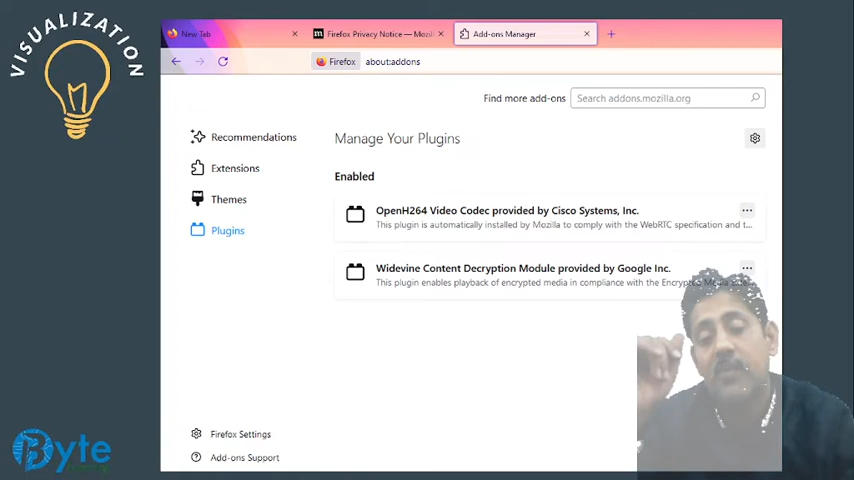 VISUALIZATION
New Tab
Firefox Privacy Notice — Mozil
Add-ons Manager
Firefox
about:addons
Find more add-ons
Search addons.mozilla.org
Recommendations
Extensions
Themes
Plugins
Manage Your Plugins
Enabled
OpenH264 Video Codec provided by Cisco Systems, Inc.
This plugin is automatically installed by Mozilla to comply with the WebRTC specification and t...
Widevine Content Decryption Module provided by Google Inc.
This plugin enables playback of encrypted media in compliance with the Encrypted Media
Firefox Settings
Add-ons Support
Byte